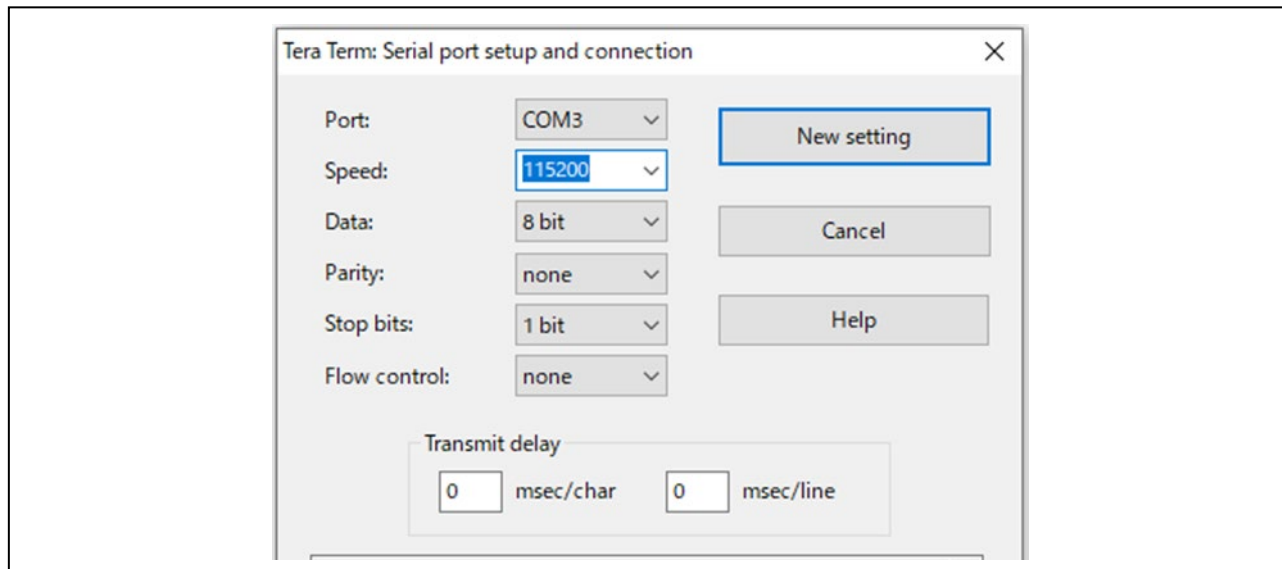 Tera Term: Serial port setup and connection
Port: COM3 New setting
Speed: 115200
Data: 8 bit Cancel
Parity: none
Stop bits: 1 bit Help
Flow control: none
Transmit delay
0 msec/char 0 msec/line